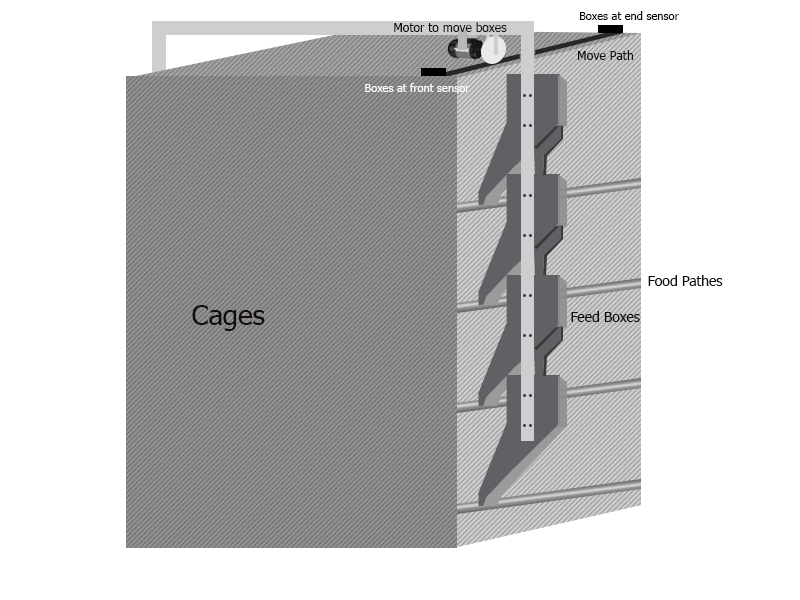 Boxes at end sensor
Motor to move boxes
Move Path
Boxes at front sensor
Food Pathes
Cages
Feed Boxes